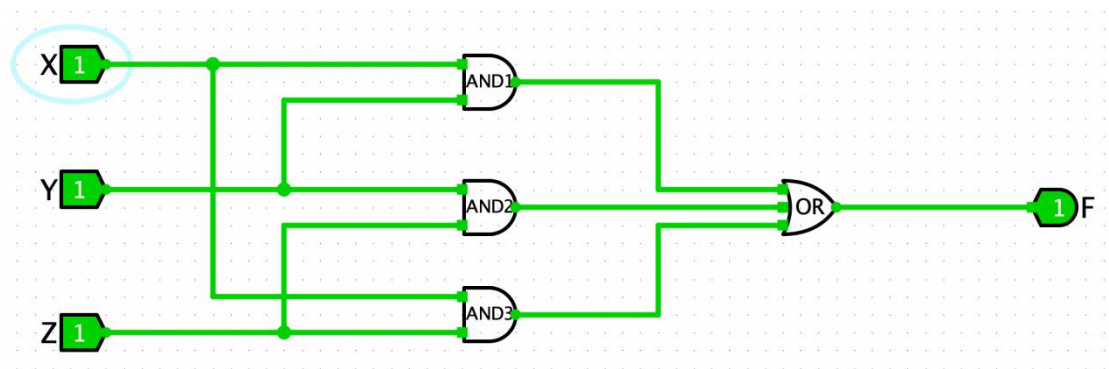 X 1
AND1
Y 1
AND2
OR
1 F
AND3
Z 1